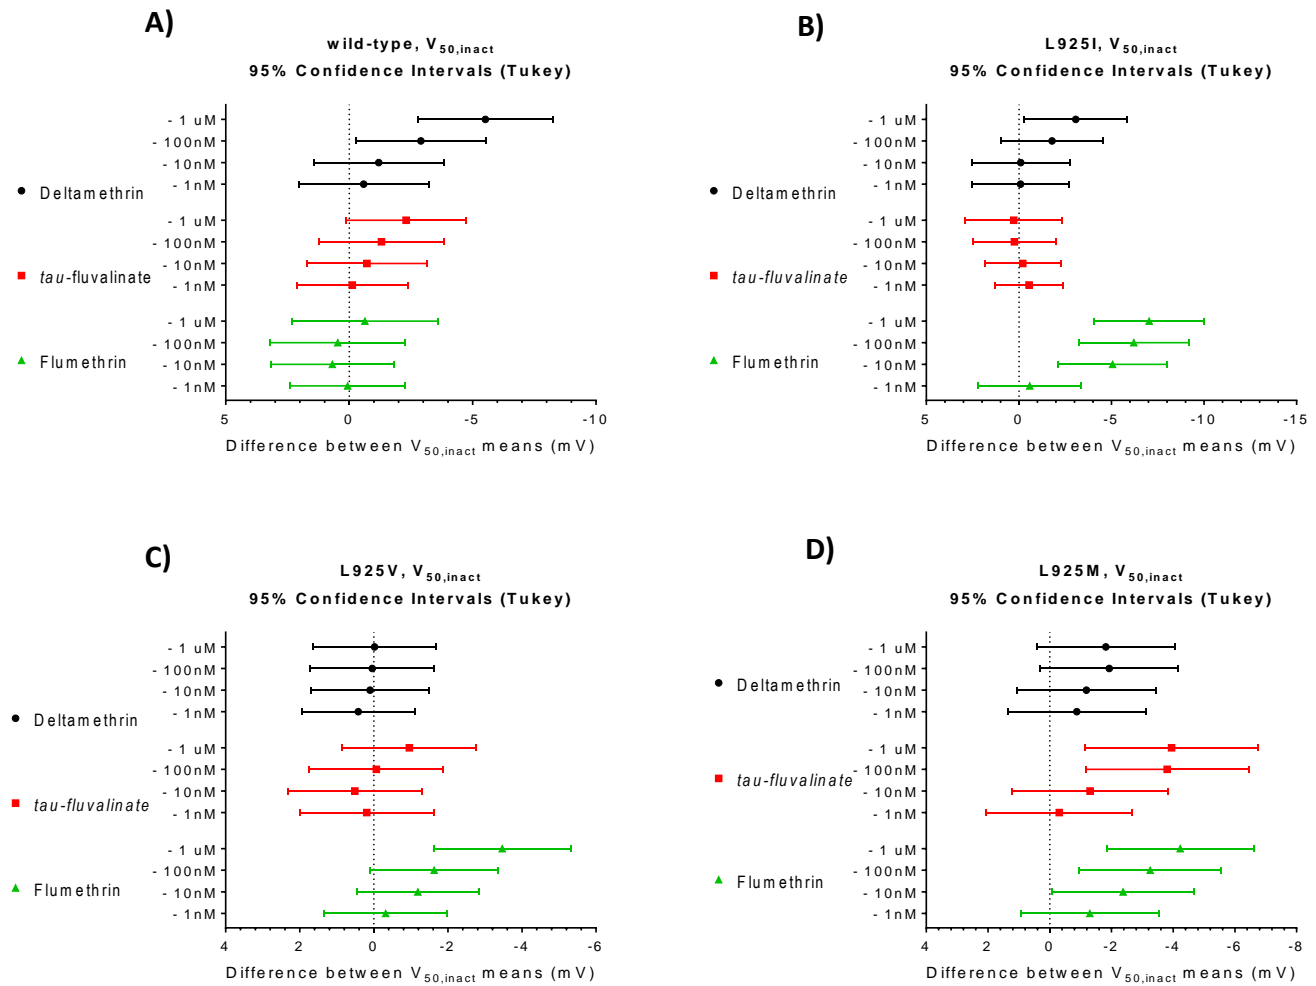 A)
wild-type, V50,inact
95% Confidence Intervals (Tukey)
- 1 uM
- 100nM
- 10nM
- 1nM
- 1 uM
- 100nM
- 10nM
- 1nM
- 1 uM
- 100nM
- 10nM
- 1nM
Deltamethrin
tau-fluvalinate
Flumethrin
5 0 -5 -10
Difference between V50,inact means (mV)
B)
L925I, V50,inact
95% Confidence Intervals (Tukey)
- 1 uM
- 100nM
- 10nM
- 1nM
- 1 uM
- 100nM
- 10nM
- 1nM
- 1 uM
- 100nM
- 10nM
- 1nM
Deltamethrin
tau-fluvalinate
Flumethrin
5 0 -5 -10 -15
Difference between V50,inact means (mV)
C)
L925V, V50,inact
95% Confidence Intervals (Tukey)
- 1 uM
- 100nM
- 10nM
- 1nM
- 1 uM
- 100nM
- 10nM
- 1nM
- 1 uM
- 100nM
- 10nM
- 1nM
Deltamethrin
tau-fluvalinate
Flumethrin
4 2 0 -2 -4 -6
Difference between V50,inact means (mV)
D)
L925M, V50,inact
95% Confidence Intervals (Tukey)
- 1 uM
- 100nM
- 10nM
- 1nM
- 1 uM
- 100nM
- 10nM
- 1nM
- 1 uM
- 100nM
- 10nM
- 1nM
Deltamethrin
tau-fluvalinate
Flumethrin
4 2 0 -2 -4 -6 -8
Difference between V50,inact means (mV)